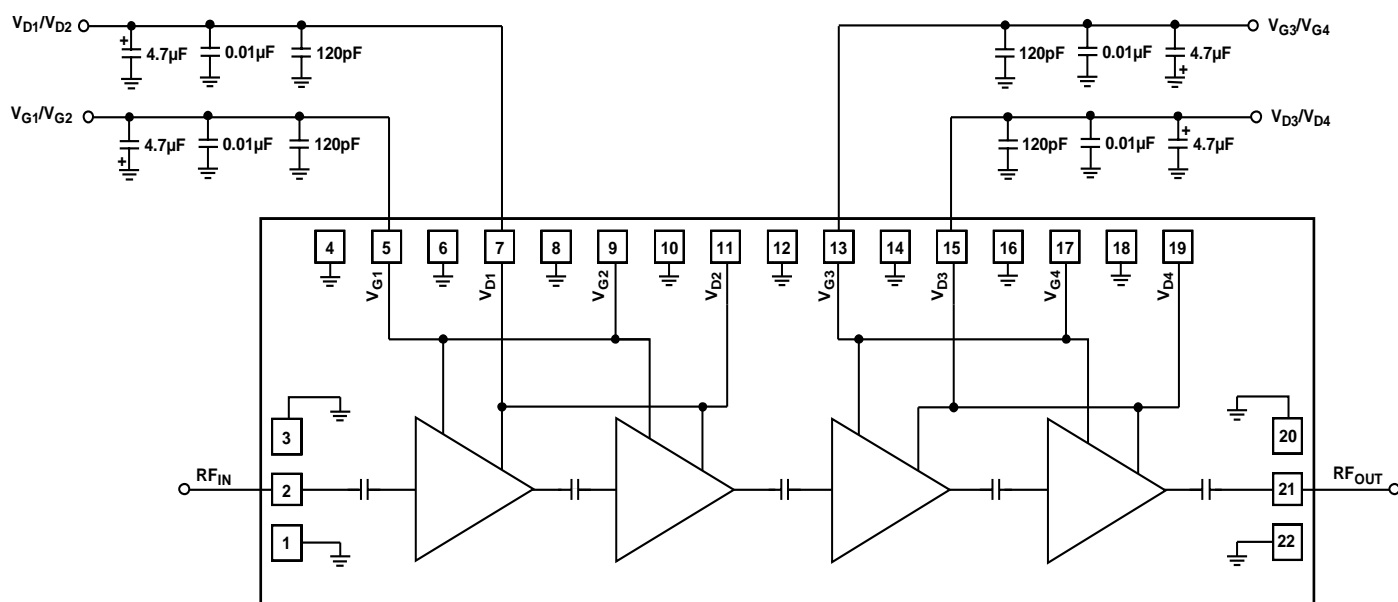 VD1/VD2
+
4.7µF
0.01µF
120pF
VG1/VG2
+
4.7µF
0.01µF
120pF
VG3/VG4
120pF
0.01µF
4.7µF
+
VD3/VD4
120pF
0.01µF
+
4.7µF
4 5 6 7 8 9 10 11 12 13 14 15 16 17 18 19
VG1 VD1 VG2 VD2 VG3 VD3 VG4 VD4
3
20
RFIN
2
21
RFOUT
1
22